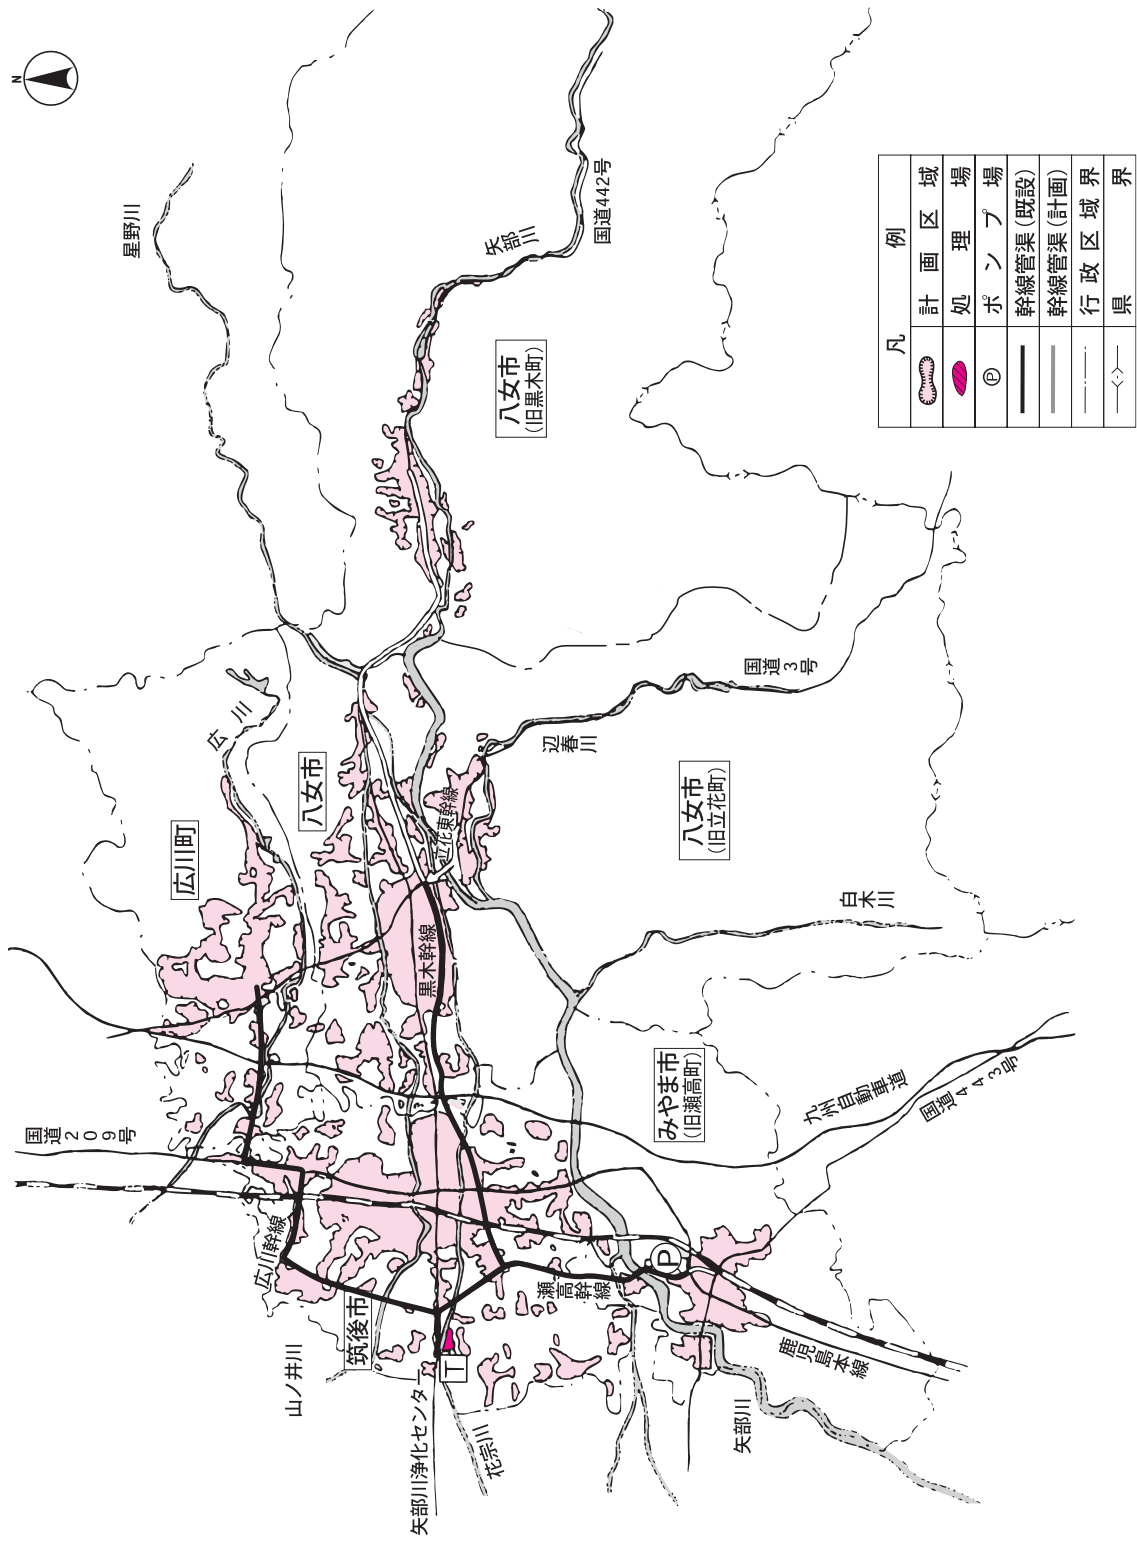 N
星野川
矢部川
国道442号
八女市
(旧黒木町)
凡例
計画区域
処理場
Ⓟ ポンプ場
幹線管渠(既設)
幹線管渠(計画)
行政区域界
県界
広川
八女市
広川町
国道3号
辺春川
立花東幹線
八女市
(旧立花町)
黒木幹線
白木川
みやま市
(旧瀬高町)
九州自動車道
国道443号
国道209号
広川幹線
P
瀬高幹線
筑後市
山ノ井川
T
矢部川浄化センター
花宗川
鹿児島本線
矢部川